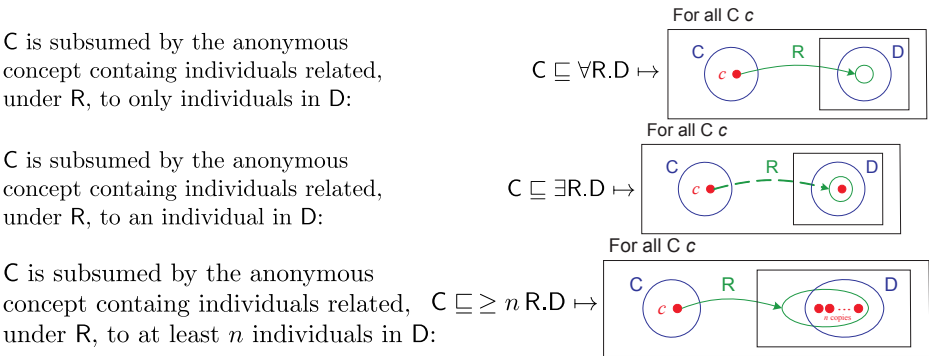 For all C c
C is subsumed by the anonymous
concept containg individuals related,
under R, to only individuals in D:
C ⊑ ∀R.D ↦
C
c
R
D
For all C c
C is subsumed by the anonymous
concept containg individuals related,
under R, to an individual in D:
C ⊑ ∃R.D ↦
C
c
R
D
For all C c
C is subsumed by the anonymous
concept containg individuals related,
under R, to at least n individuals in D:
C ⊑ ≥ n R.D ↦
C
c
R
D
...
n copies